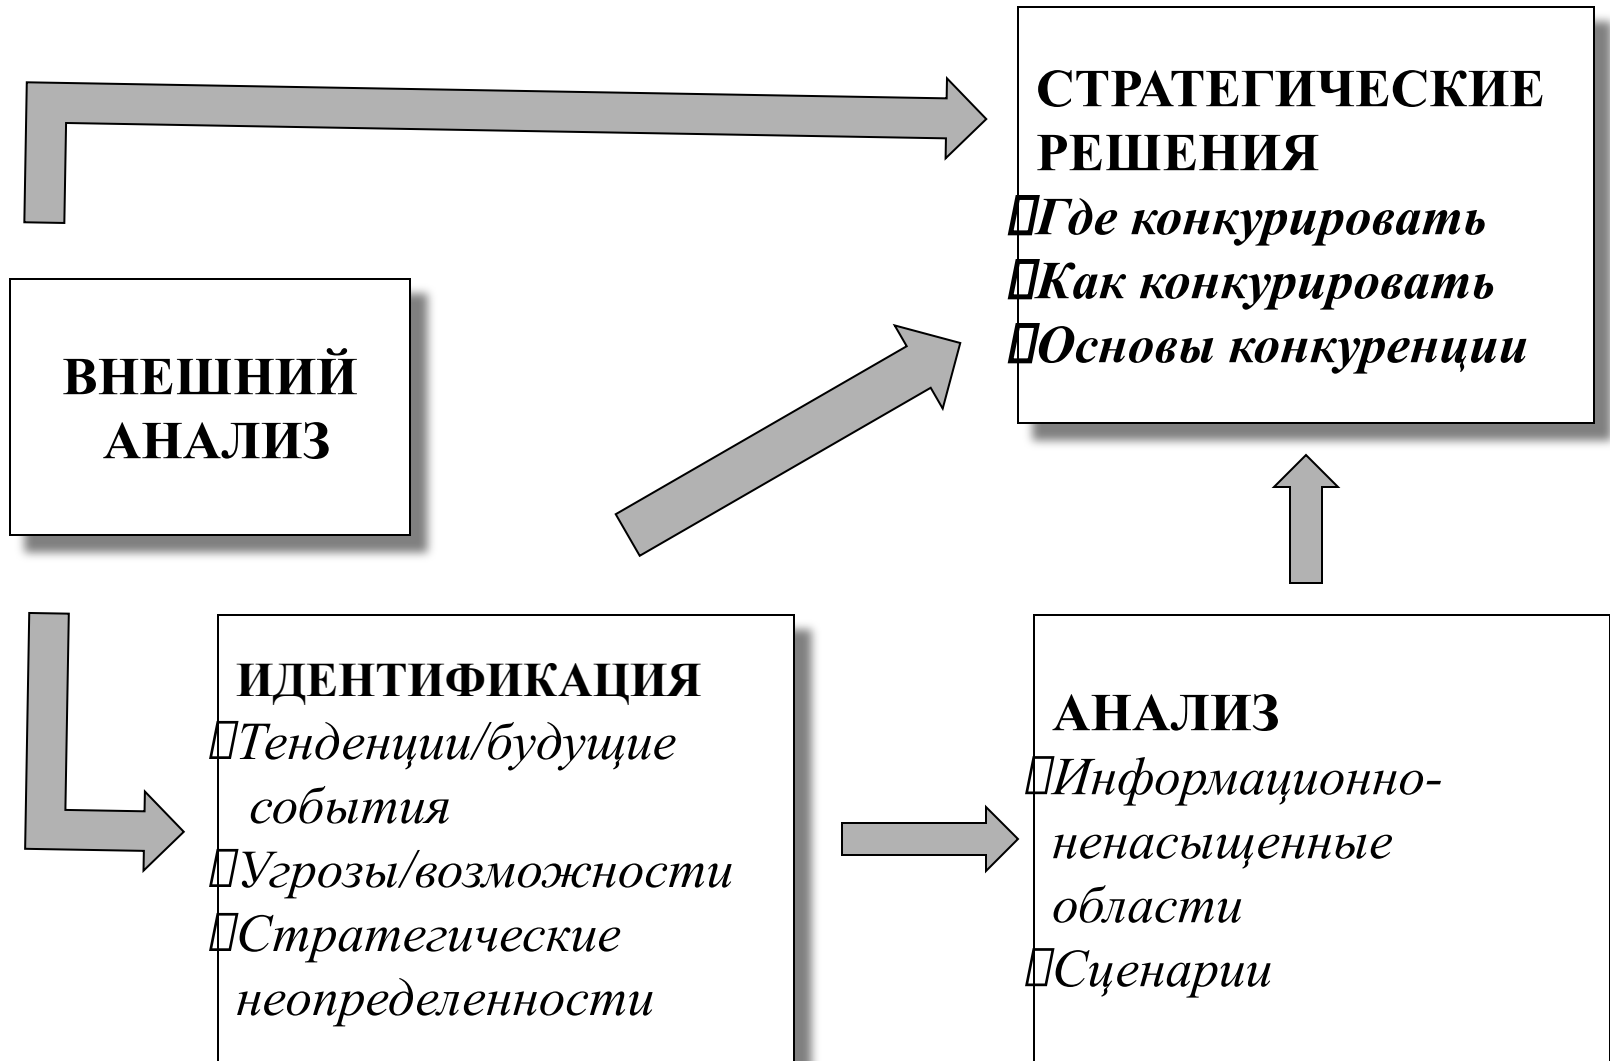 СТРАТЕГИЧЕСКИЕ
РЕШЕНИЯ
Где конкурировать
Как конкурировать
Основы конкуренции
ВНЕШНИЙ
АНАЛИЗ
ИДЕНТИФИКАЦИЯ
Тенденции/будущие
события
Угрозы/возможности
Стратегические
неопределенности
АНАЛИЗ
Информационно-
ненасыщенные
области
Сценарии